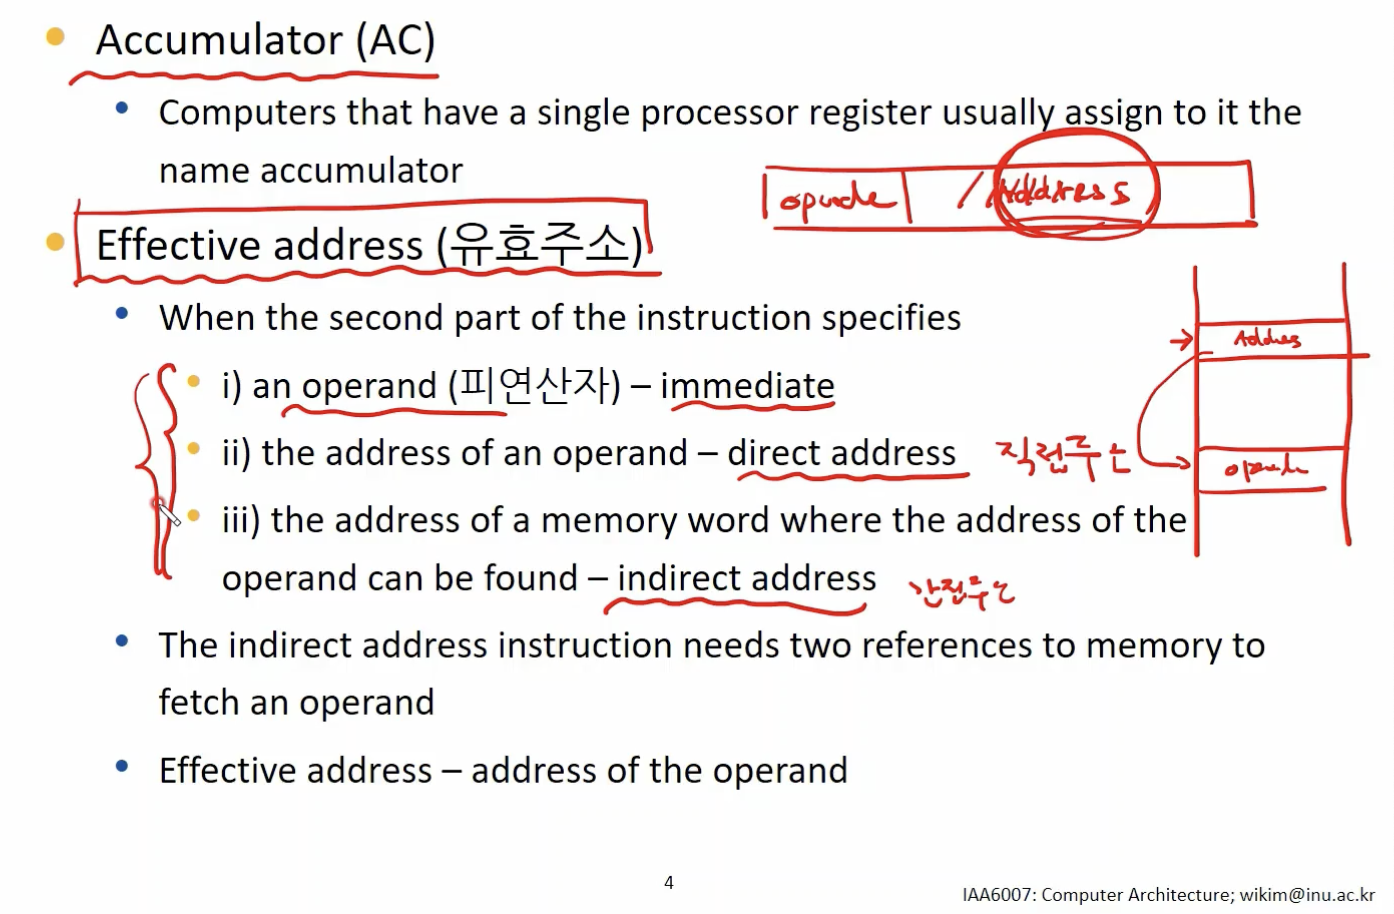 Accumulator (AC)
Computers that have a single processor register usually assign to it the
name accumulator
opcode / Address
Effective address (유효주소)
When the second part of the instruction specifies
Addres
i) an operand (피연산자) – immediate
ii) the address of an operand – direct address 직접주소
iii) the address of a memory word where the address of the
operand can be found – indirect address 간접주소
The indirect address instruction needs two references to memory to
fetch an operand
Effective address – address of the operand
4
IAA6007: Computer Architecture; wikim@inu.ac.kr